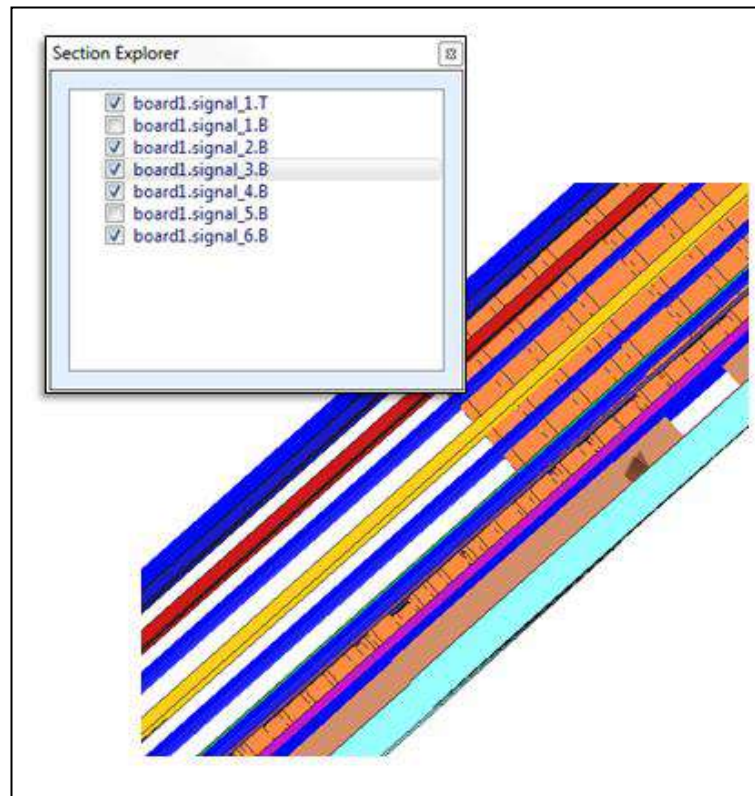 Section Explorer
board1.signal_1.T
board1.signal_1.B
board1.signal_2.B
board1.signal_3.B
board1.signal_4.B
board1.signal_5.B
board1.signal_6.B